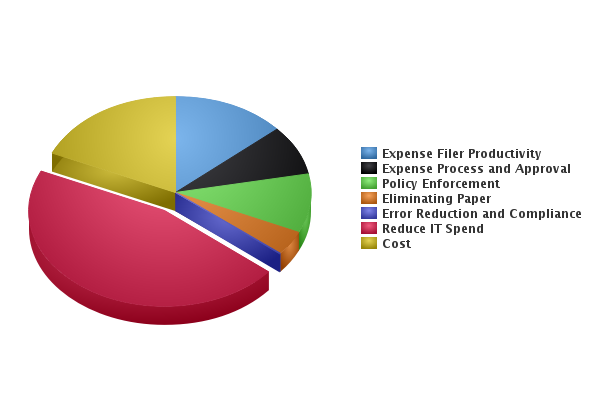 Expense Filer Productivity
Expense Process and Approval
Policy Enforcement
Eliminating Paper
Error Reduction and Compliance
Reduce IT Spend
Cost